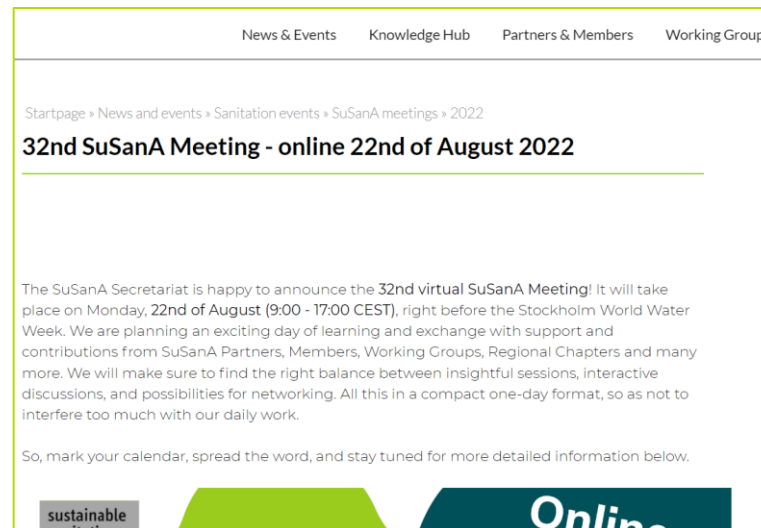 News & Events Knowledge Hub Partners & Members Working Group
Startpage » News and events » Sanitation events » SuSanA meetings » 2022
32nd SuSanA Meeting - online 22nd of August 2022
The SuSanA Secretariat is happy to announce the 32nd virtual SuSanA Meeting! It will take
place on Monday, 22nd of August (9:00 - 17:00 CEST), right before the Stockholm World Water
Week. We are planning an exciting day of learning and exchange with support and
contributions from SuSanA Partners, Members, Working Groups, Regional Chapters and many
more. We will make sure to find the right balance between insightful sessions, interactive
discussions, and possibilities for networking. All this in a compact one-day format, so as not to
interfere too much with our daily work.
So, mark your calendar, spread the word, and stay tuned for more detailed information below.
sustainable
Online